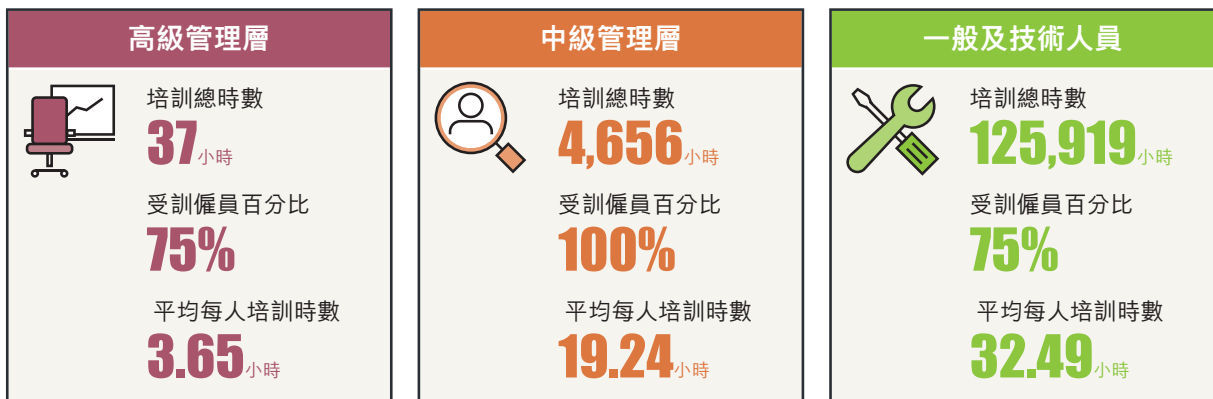 高級管理層
培訓總時數
37小時
受訓僱員百分比
75%
平均每人培訓時數
3.65小時
中級管理層
培訓總時數
4,656小時
受訓僱員百分比
100%
平均每人培訓時數
19.24小時
一般及技術人員
培訓總時數
125,919小時
受訓僱員百分比
75%
平均每人培訓時數
32.49小時